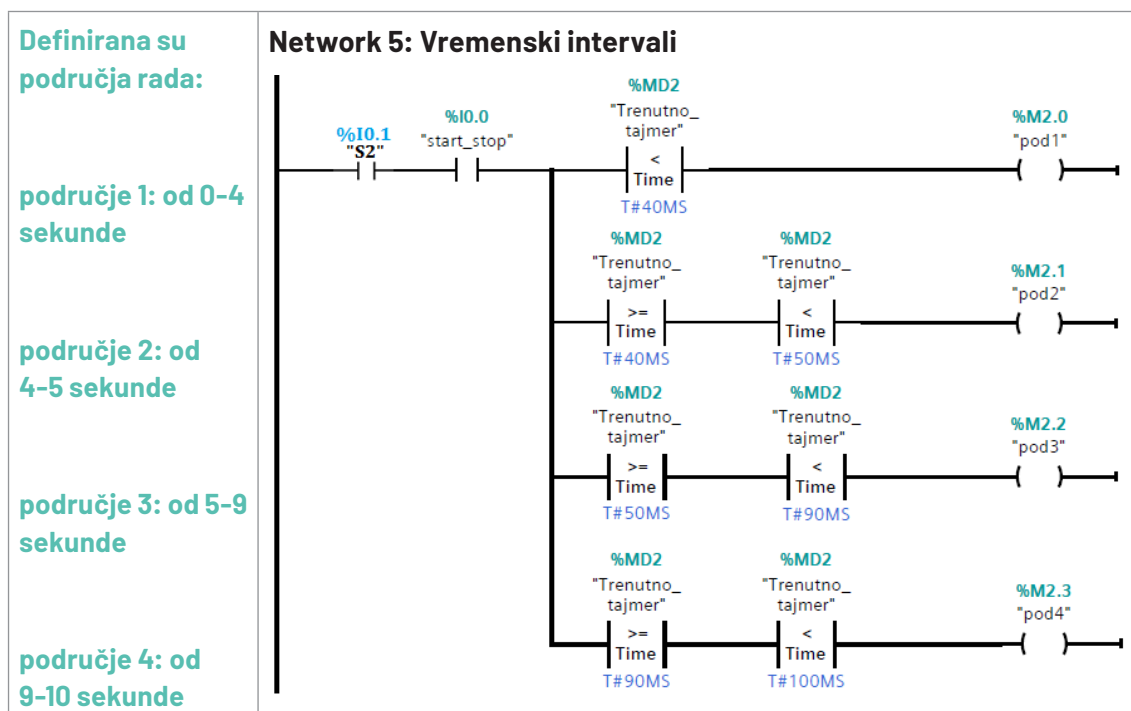 Definirana su
područja rada:
područje 1: od 0-4
sekunde
područje 2: od
4-5 sekunde
područje 3: od 5-9
sekunde
područje 4: od
9-10 sekunde
Network 5: Vremenski intervali
%I0.1
"S2"
%I0.0
"start_stop"
%MD2
"Trenutno_
tajmer"
<
Time
T#40MS
%M2.0
"pod1"
%MD2
"Trenutno_
tajmer"
>=
Time
T#40MS
%MD2
"Trenutno_
tajmer"
<
Time
T#50MS
%M2.1
"pod2"
%MD2
"Trenutno_
tajmer"
>=
Time
T#50MS
%MD2
"Trenutno_
tajmer"
<
Time
T#90MS
%M2.2
"pod3"
%MD2
"Trenutno_
tajmer"
>=
Time
T#90MS
%MD2
"Trenutno_
tajmer"
<
Time
T#100MS
%M2.3
"pod4"